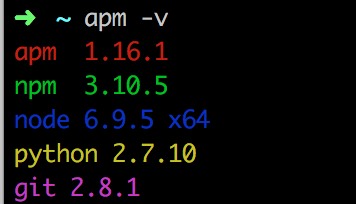 ➜ ~ apm -v
apm 1.16.1
npm 3.10.5
node 6.9.5 x64
python 2.7.10
git 2.8.1